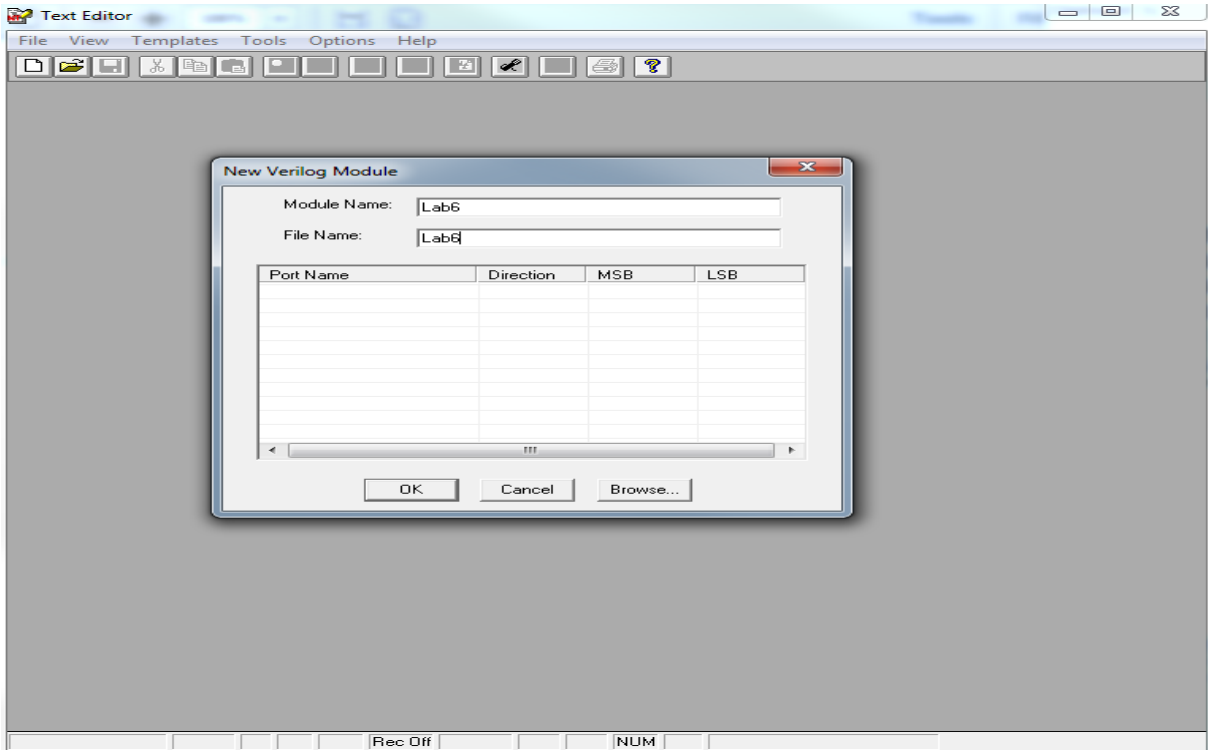 Text Editor
File View Templates Tools Options Help
New Verilog Module
Module Name: Lab6
File Name: Lab6
Port Name Direction MSB LSB
OK Cancel Browse...
Rec Off NUM